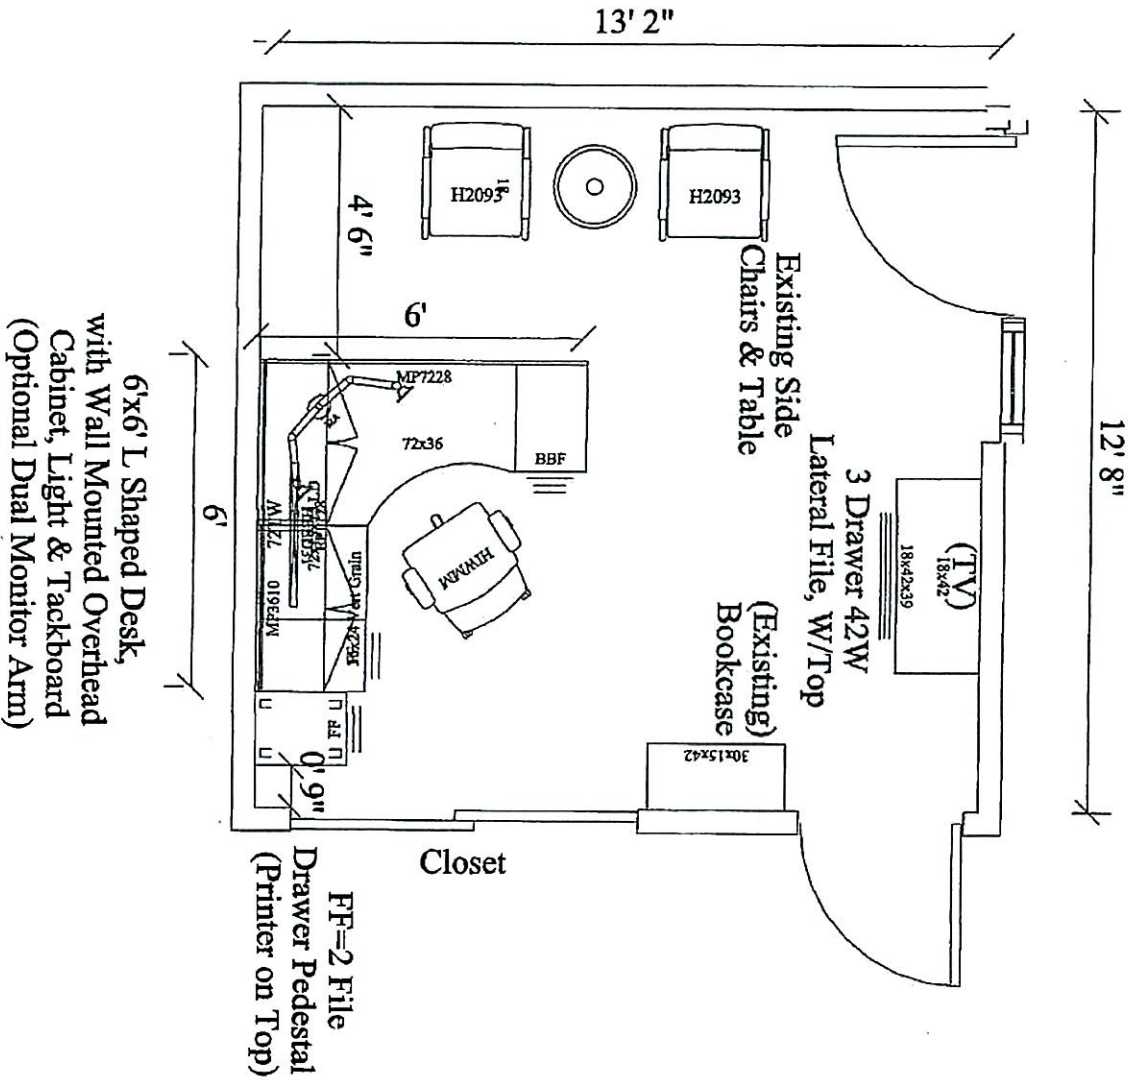 13' 2"
12' 8"
4' 6"
6'
6'
0' 9"
H2093
H2093
Existing Side
Chairs & Table
3 Drawer 42W
Lateral File, W/Top
(TV)
18x42
18x42x39
(Existing)
Bookcase
30x15x42
MP7228
72x36
BBF
HIWMM
72"W
MP3610
FF
6'x6' L Shaped Desk,
with Wall Mounted Overhead
Cabinet, Light & Tackboard
(Optional Dual Monitor Arm)
Closet
FF=2 File
Drawer Pedestal
(Printer on Top)